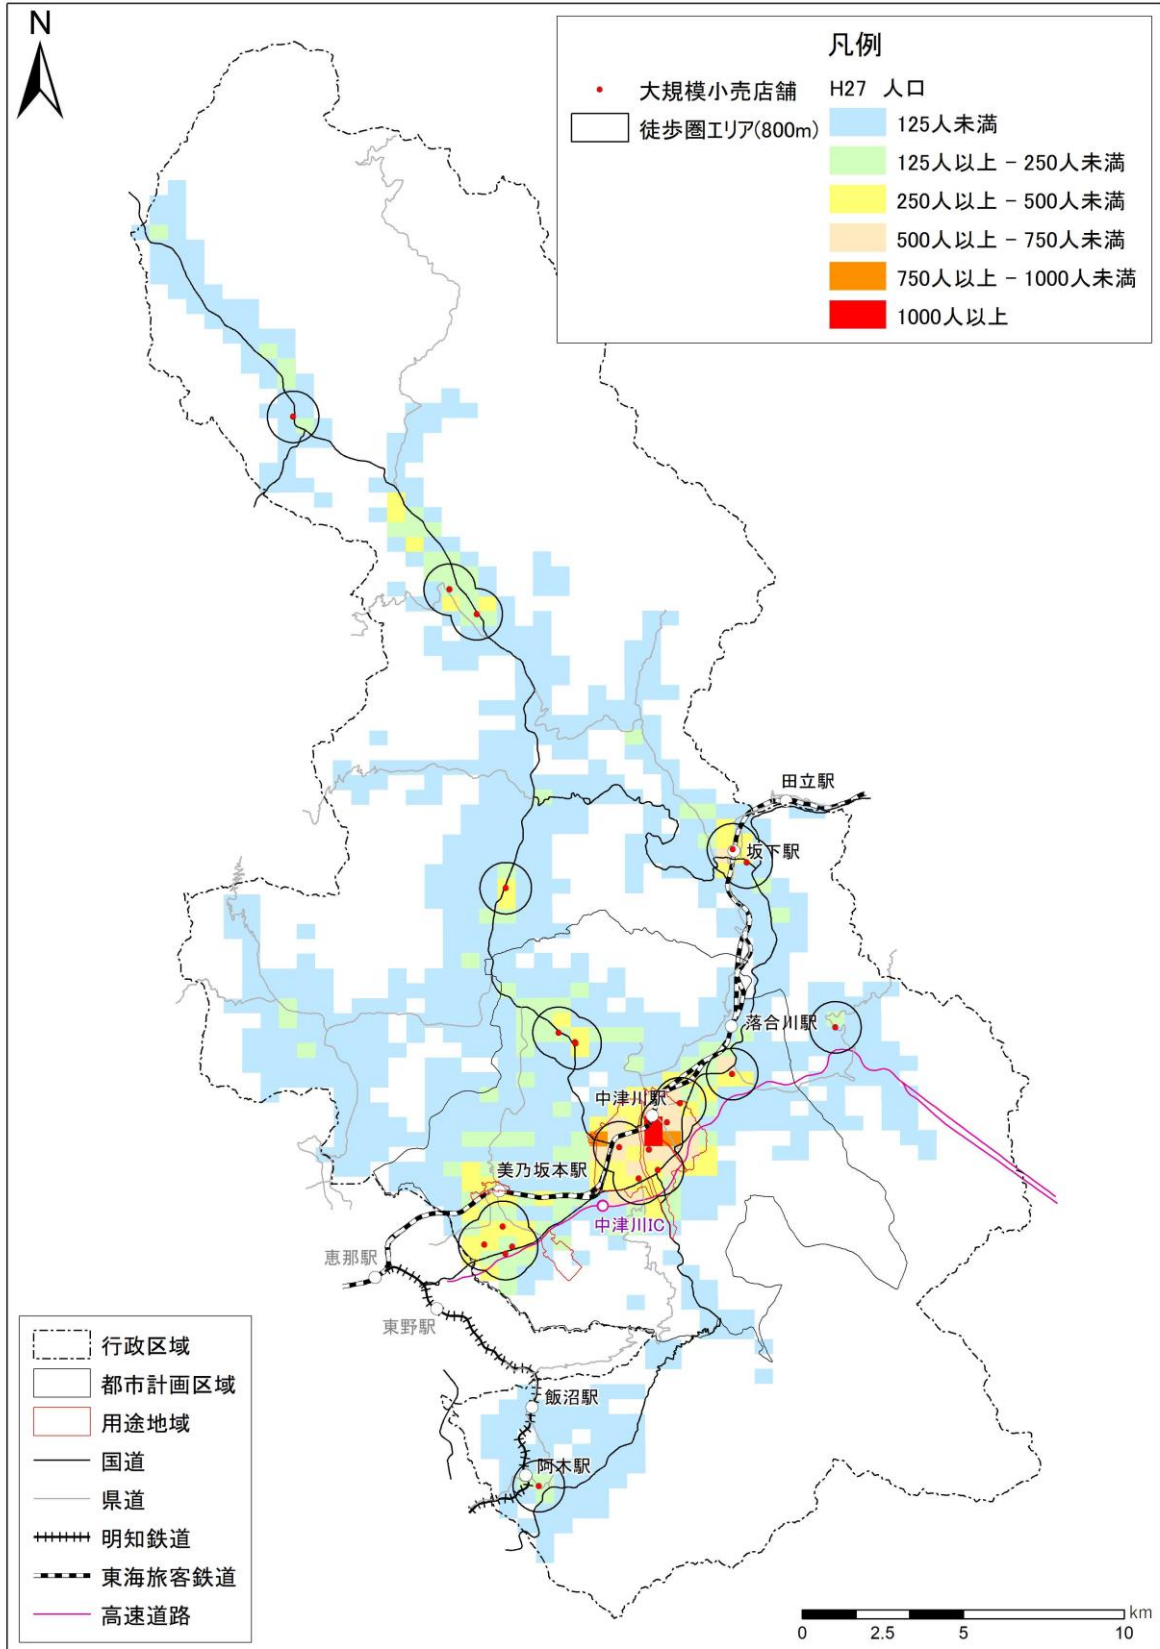 N
凡例
大規模小売店舗
徒歩圏エリア(800m)
H27 人口
125人未満
125人以上 － 250人未満
250人以上 － 500人未満
500人以上 － 750人未満
750人以上 － 1000人未満
1000人以上
田立駅
坂下駅
落合川駅
中津川駅
美乃坂本駅
中津川IC
恵那駅
東野駅
飯沼駅
阿木駅
行政区域
都市計画区域
用途地域
国道
県道
明知鉄道
東海旅客鉄道
高速道路
km
0 2.5 5 10